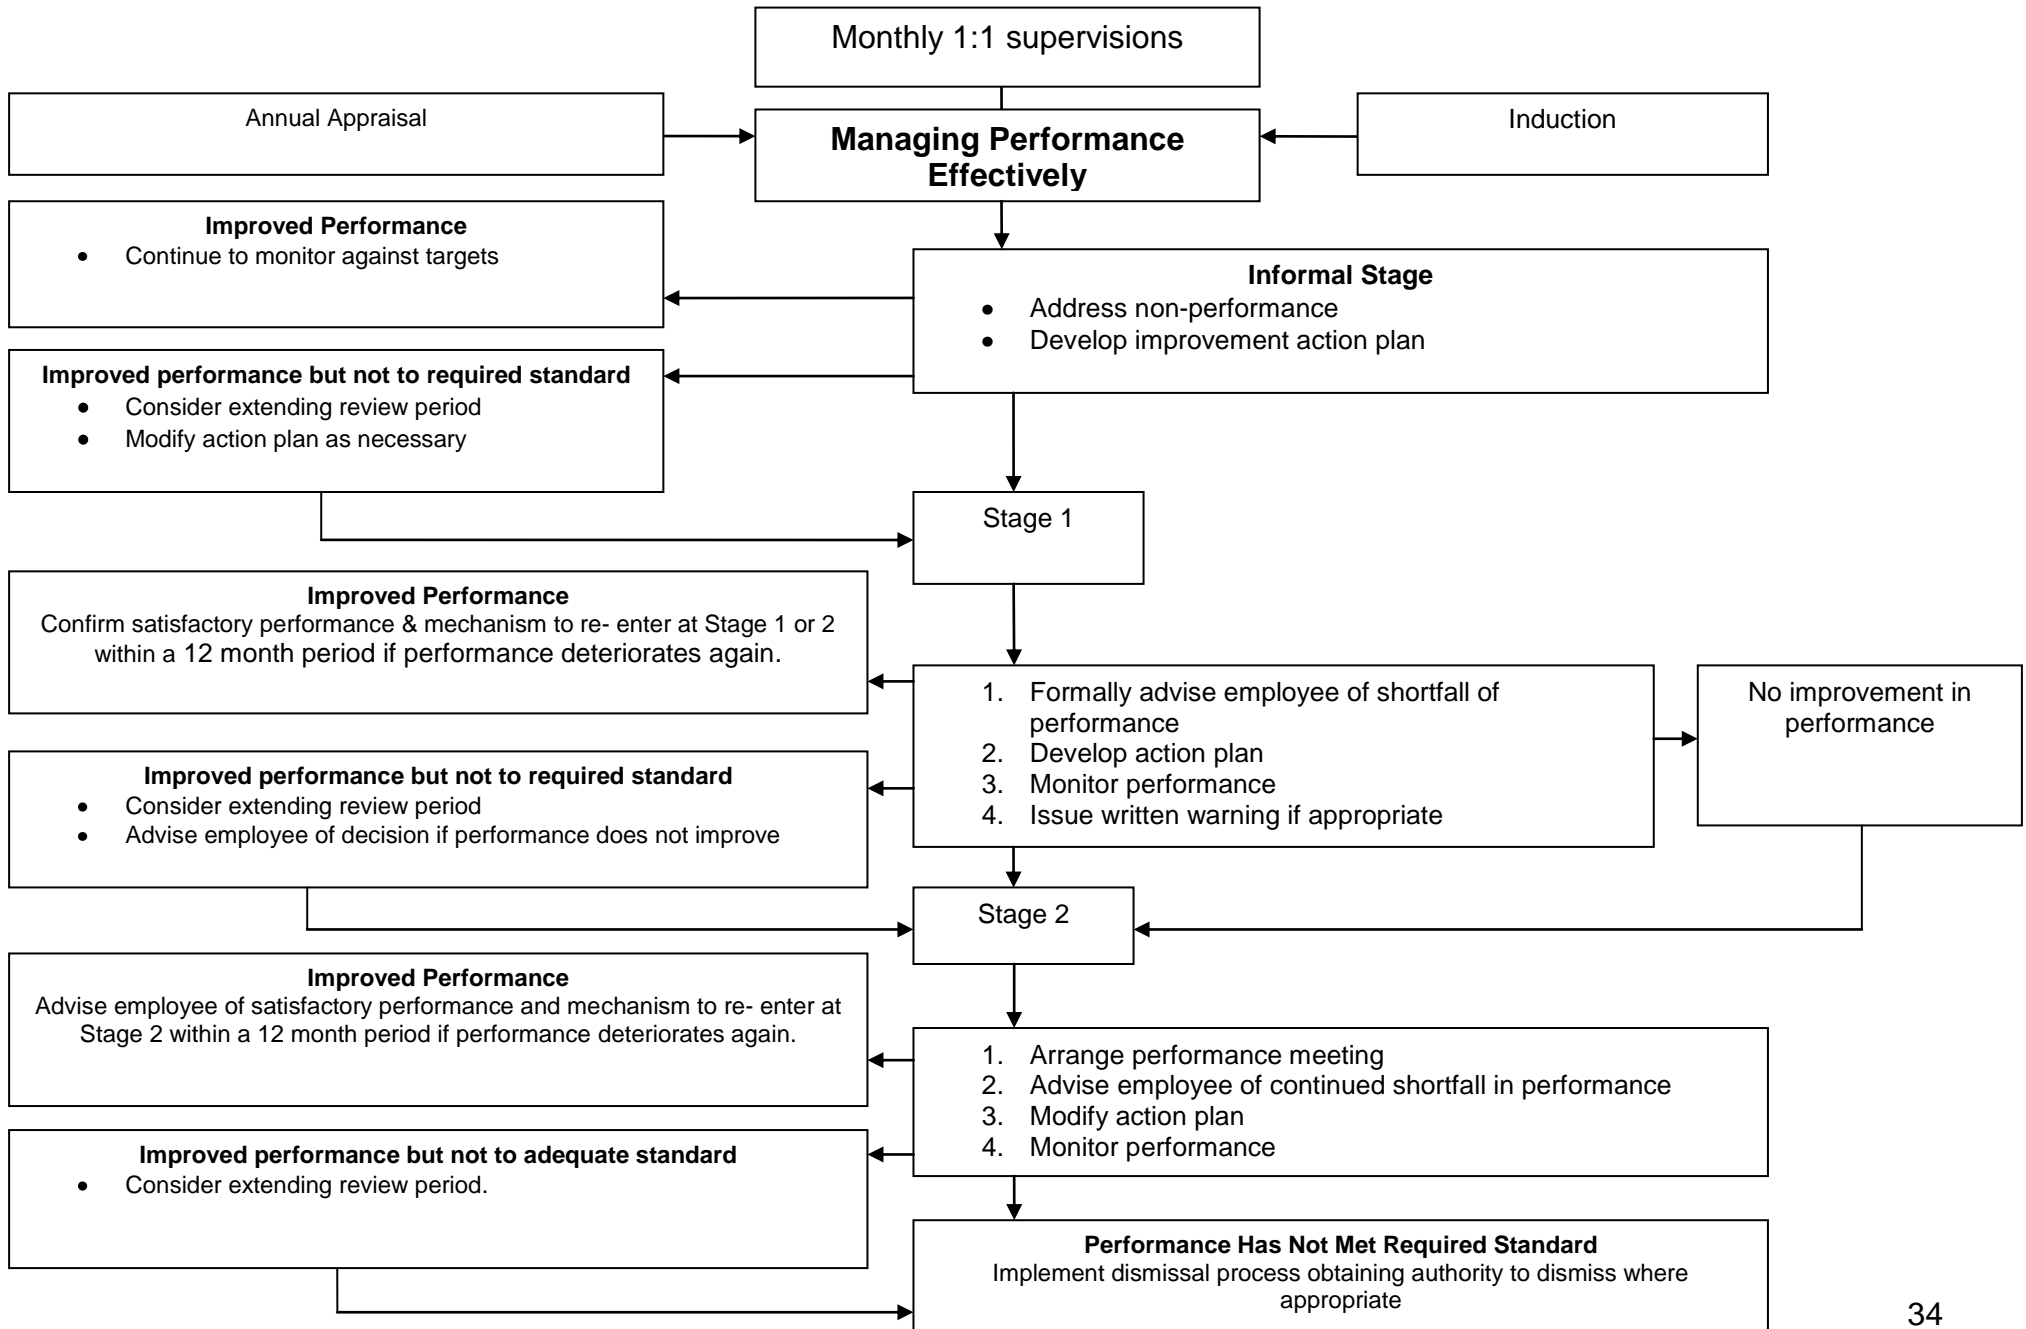 Monthly 1:1 supervisions
Annual Appraisal
Managing Performance
Effectively
Induction
Improved Performance
• Continue to monitor against targets
Informal Stage
• Address non-performance
• Develop improvement action plan
Improved performance but not to required standard
• Consider extending review period
• Modify action plan as necessary
Stage 1
Improved Performance
Confirm satisfactory performance & mechanism to re- enter at Stage 1 or 2
within a 12 month period if performance deteriorates again.
1. Formally advise employee of shortfall of
performance
2. Develop action plan
3. Monitor performance
4. Issue written warning if appropriate
No improvement in
performance
Improved performance but not to required standard
• Consider extending review period
• Advise employee of decision if performance does not improve
Stage 2
Improved Performance
Advise employee of satisfactory performance and mechanism to re- enter at
Stage 2 within a 12 month period if performance deteriorates again.
1. Arrange performance meeting
2. Advise employee of continued shortfall in performance
3. Modify action plan
4. Monitor performance
Improved performance but not to adequate standard
• Consider extending review period.
Performance Has Not Met Required Standard
Implement dismissal process obtaining authority to dismiss where
appropriate
34